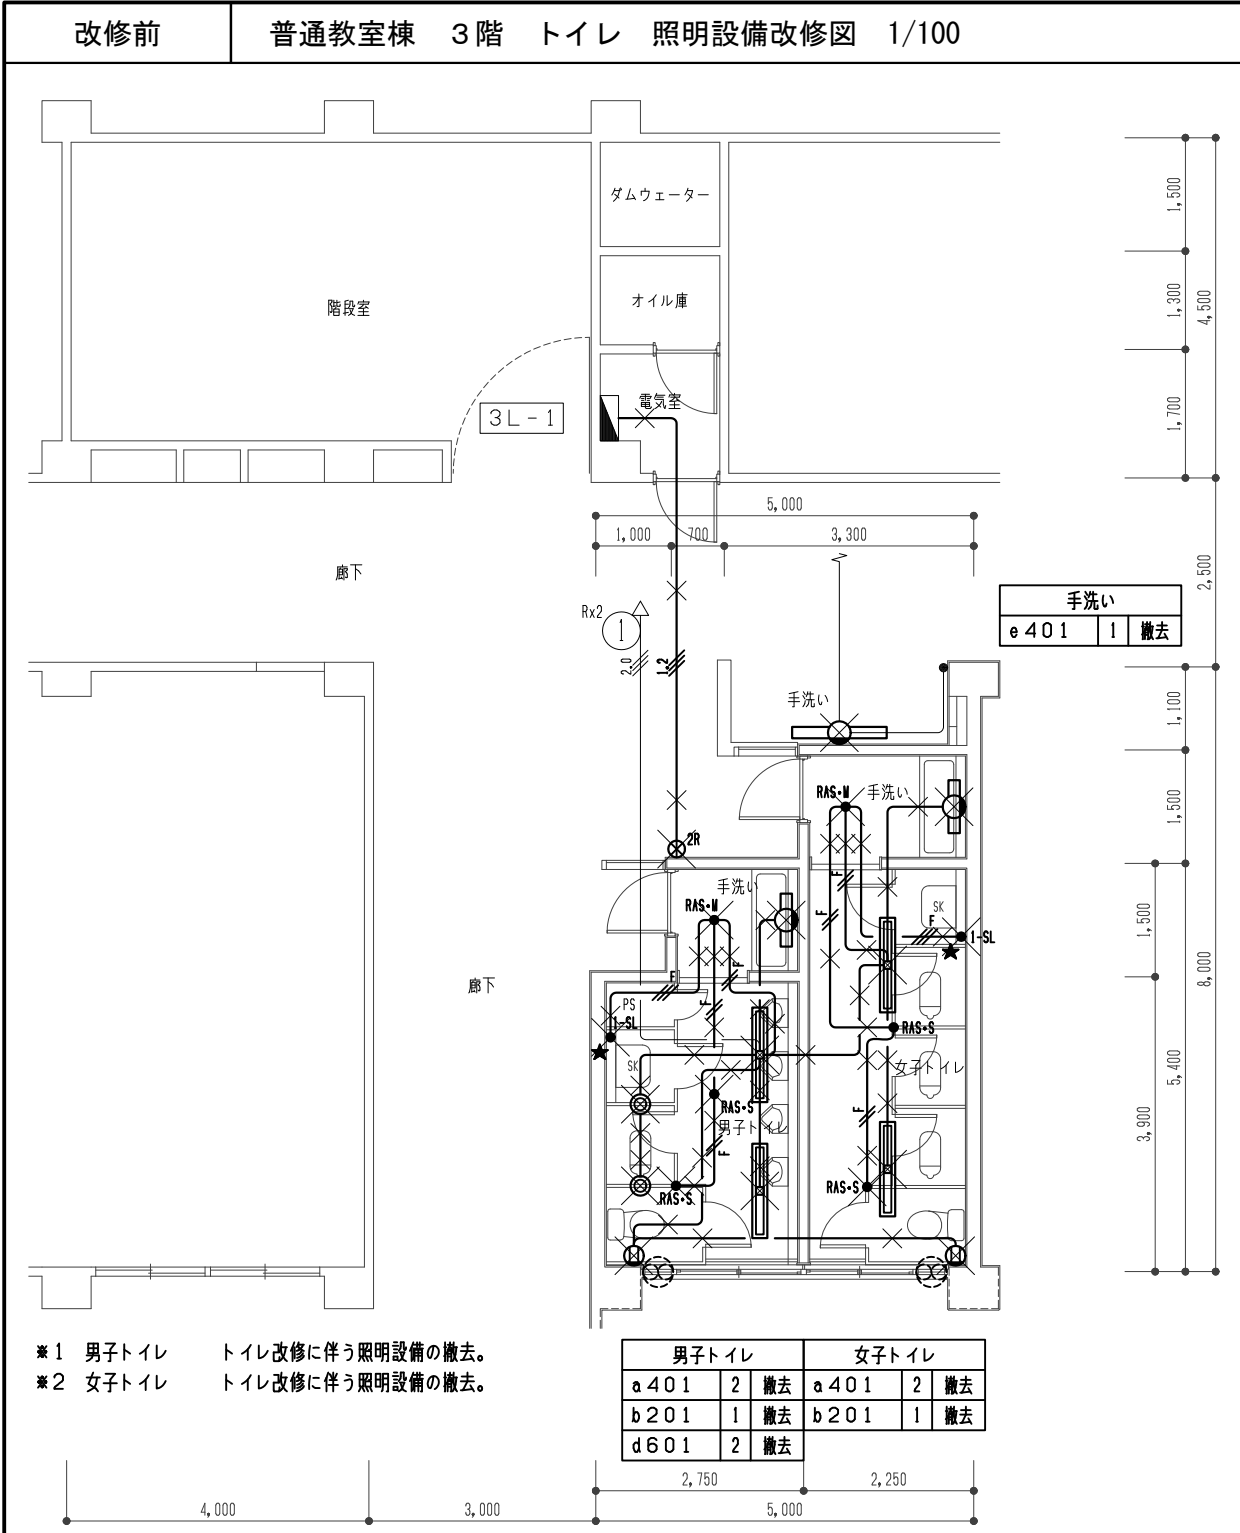 改修前 普通教室棟 3階 トイレ 照明設備改修図 1/100
ダムウェーター
1,500
オイル庫
階段室
1,300
4,500
電気室
3L-1
1,700
5,000
1,000 700 3,300
廊下
2,500
手洗い
e401 1 撤去
Rx2
1
2.0
1.2
手洗い
1,100
RAS・M
手洗い
1,500
2R
手洗い
F
RAS・M
SK
F
F
1-SL
1,500
F
F
8,000
廊下
PS
F
1-SL
RAS・S
SK
女子トイレ
5,400
RAS・S
F
男子トイレ
3,900
F
RAS・S
RAS・S
※1 男子トイレ トイレ改修に伴う照明設備の撤去。
※2 女子トイレ トイレ改修に伴う照明設備の撤去。
男子トイレ 女子トイレ
a401 2 撤去 a401 2 撤去
b201 1 撤去 b201 1 撤去
d601 2 撤去
2,750 2,250
4,000 3,000 5,000